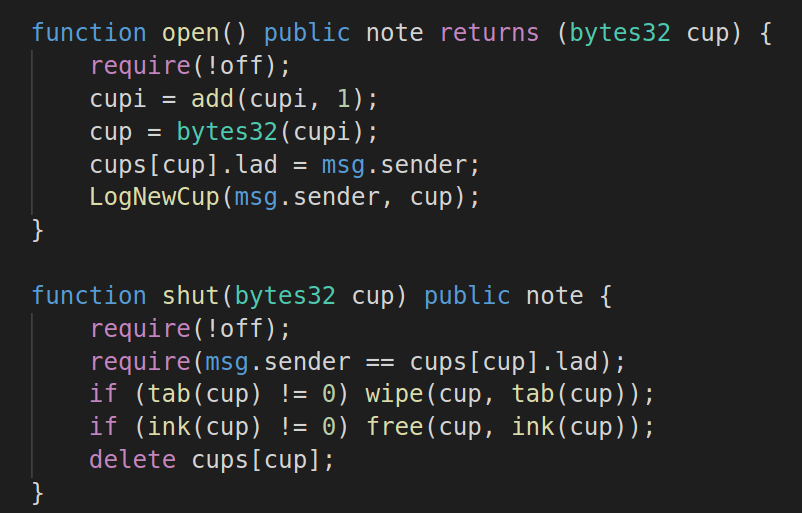 function open() public note returns (bytes32 cup) {
    require(!off);
    cupi = add(cupi, 1);
    cup = bytes32(cupi);
    cups[cup].lad = msg.sender;
    LogNewCup(msg.sender, cup);
}

function shut(bytes32 cup) public note {
    require(!off);
    require(msg.sender == cups[cup].lad);
    if (tab(cup) != 0) wipe(cup, tab(cup));
    if (ink(cup) != 0) free(cup, ink(cup));
    delete cups[cup];
}